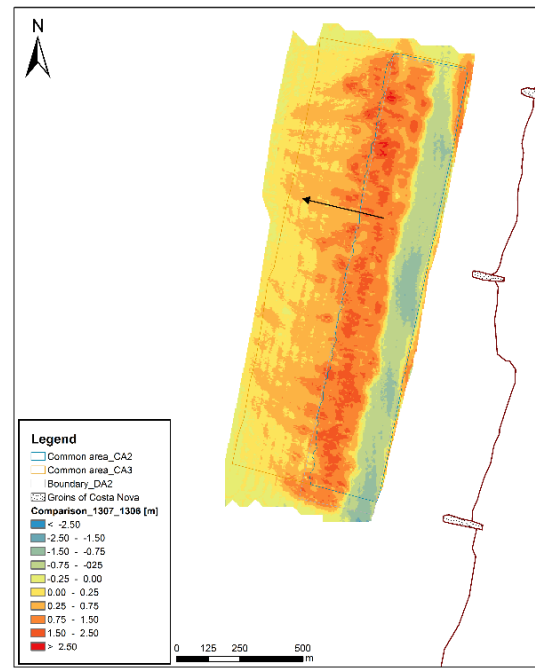 N
Legend
Common area_CA2
Common area_CA3
Boundary_DA2
Groins of Costa Nova
Comparison_1307_1306 [m]
< -2.50
-2.50 - -1.50
-1.50 - -0.75
-0.75 - -025
-0.25 - 0.00
0.00 - 0.25
0.25 - 0.75
0.75 - 1.50
1.50 - 2.50
> 2.50
0 125 250 500
m